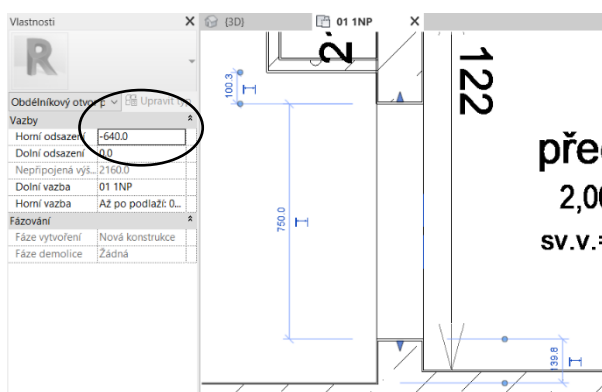 Vlastnosti
{3D}
01 1NP
Obdélníkový otvor
Upravit typ
Vazby
Horní odsazení -640.0
Dolní odsazení 0.0
Nepřipojená výš... 2160.0
Dolní vazba 01 1NP
Horní vazba Až po podlaží: 0...
Fázování
Fáze vytvoření Nová konstrukce
Fáze demolice Žádná
100.3
750.0
122
přе
2,0
sv.v.=
139.8